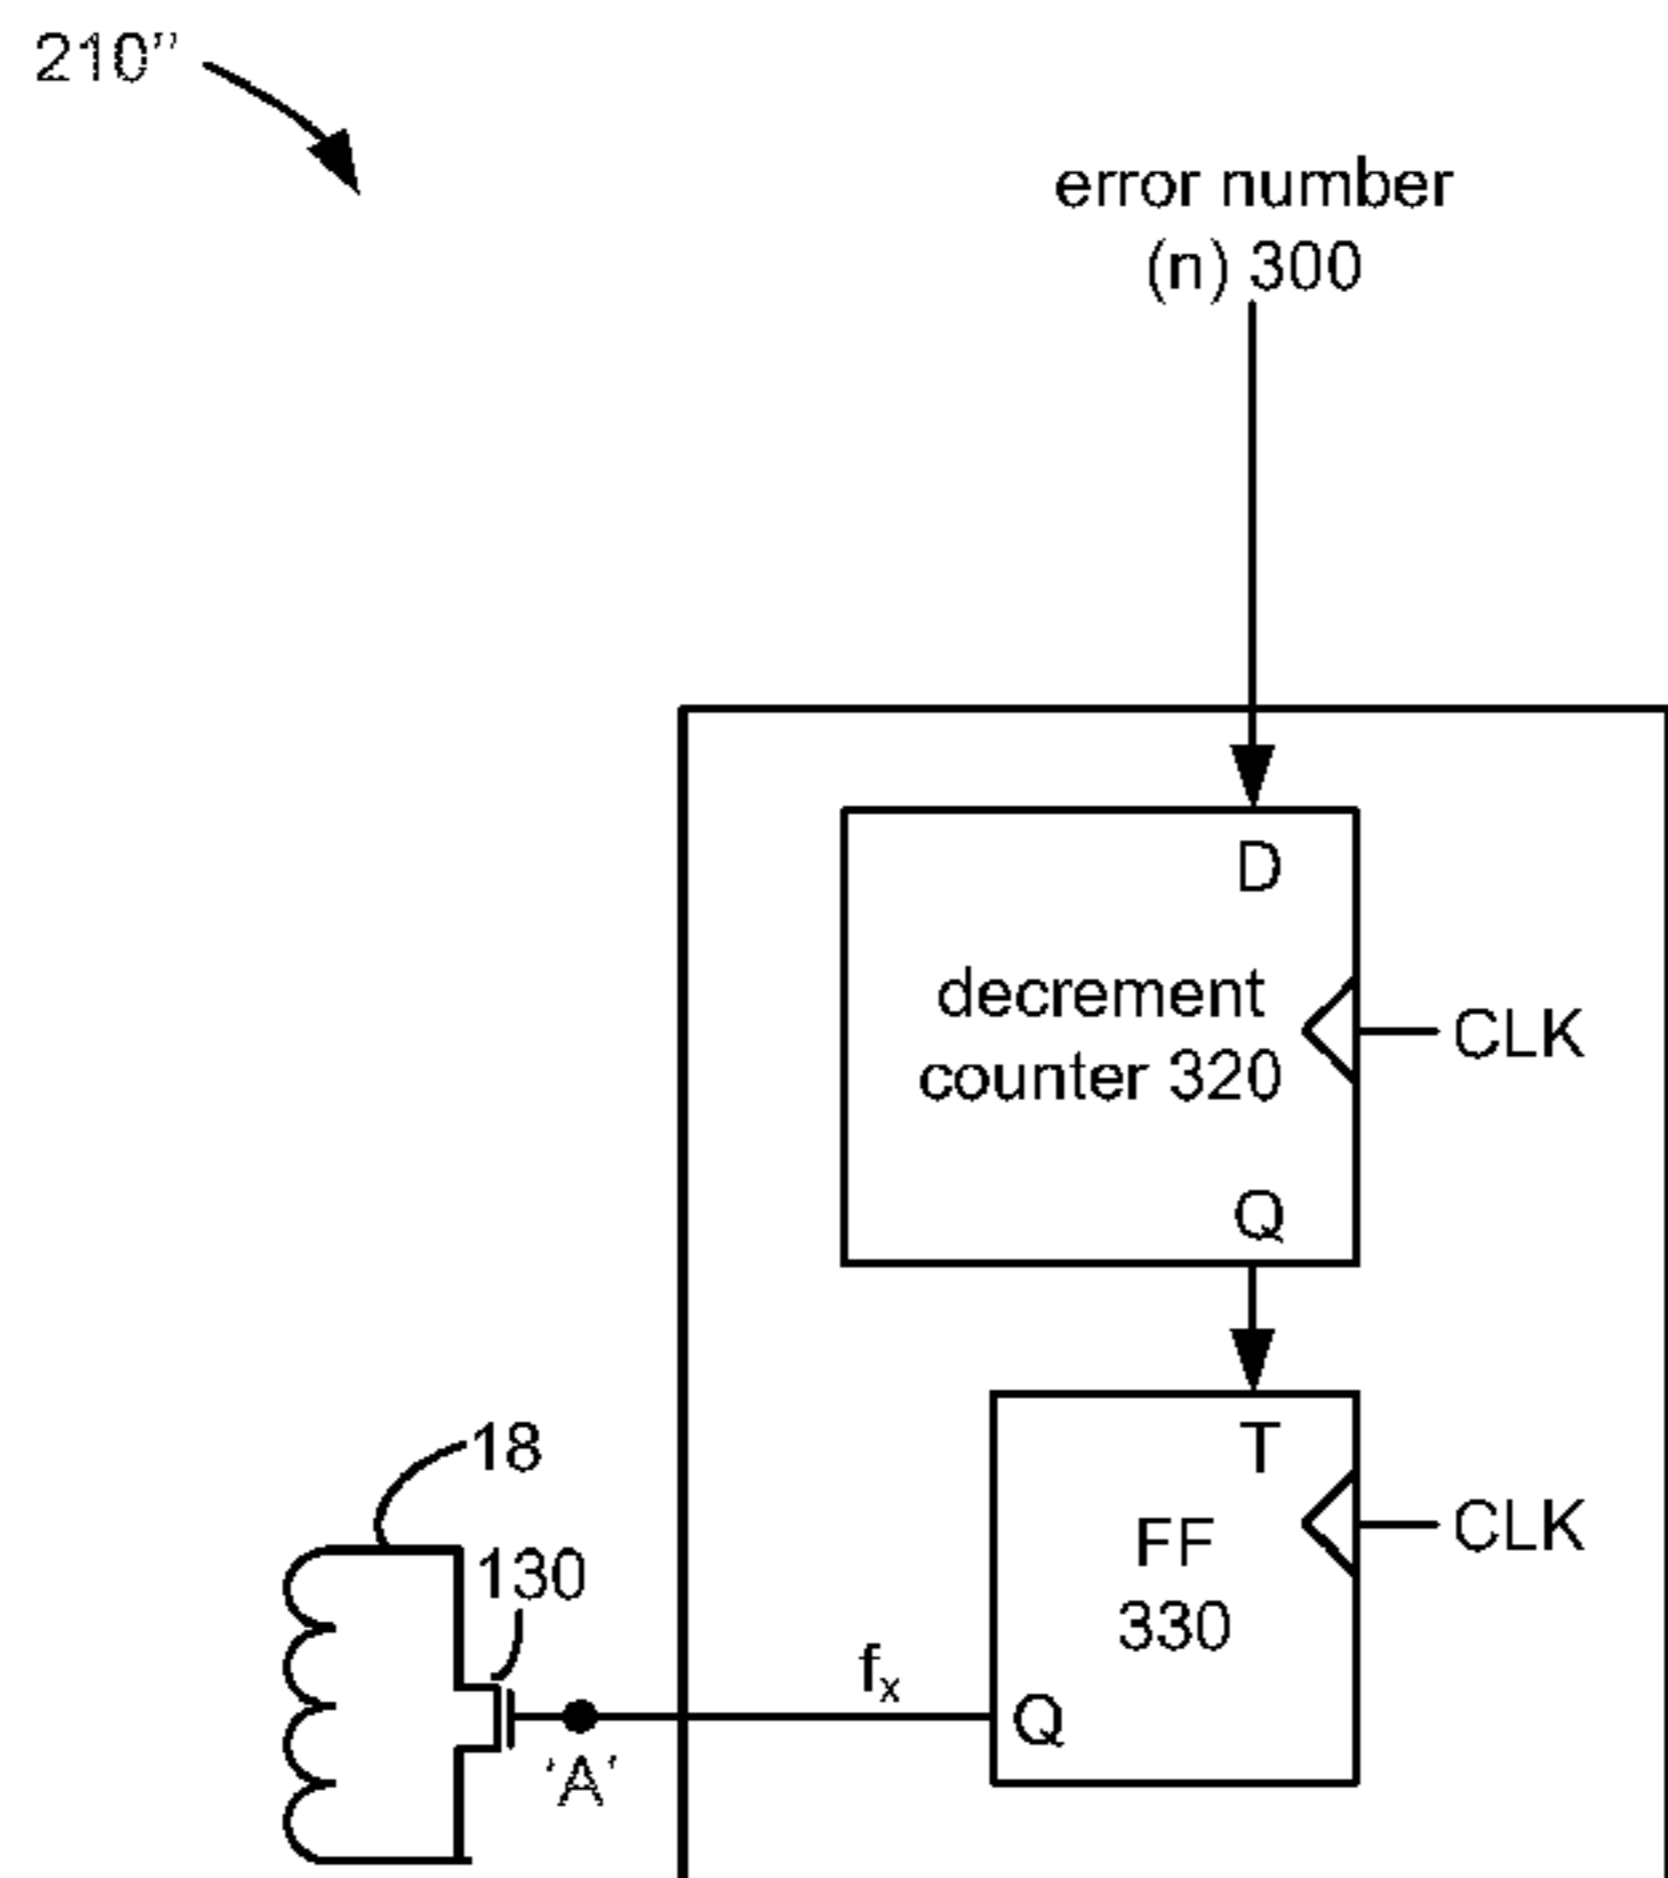 210”
error number
(n) 300
D
decrement
counter 320
CLK
Q
T
CLK
FF
330
Q
fx
18
130
‘A’